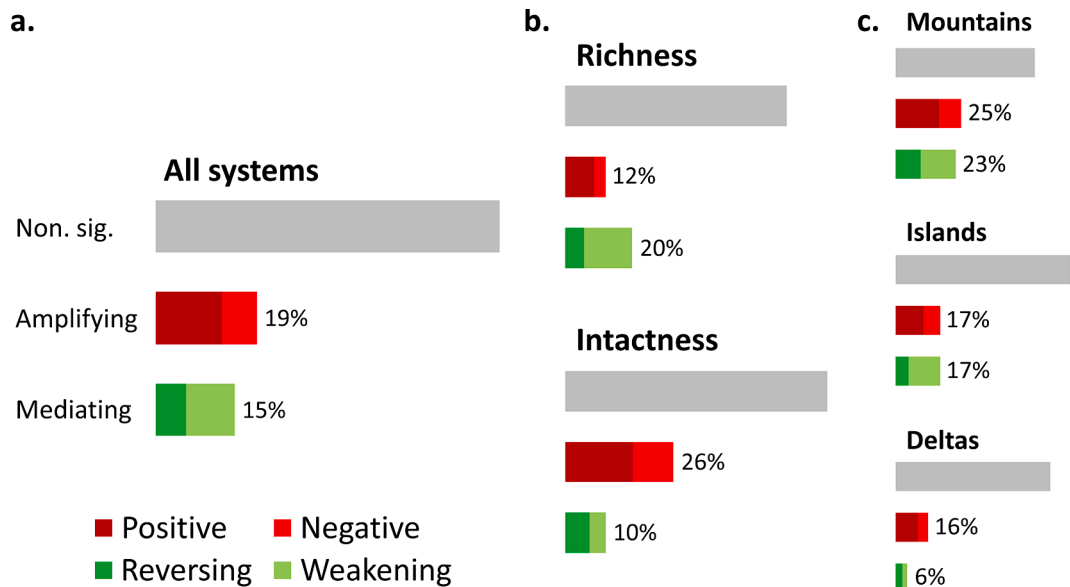 a.
All systems
Non. sig.
Amplifying
19%
Mediating
15%
Positive
Negative
Reversing
Weakening
b.
Richness
12%
20%
Intactness
26%
10%
c.
Mountains
25%
23%
Islands
17%
17%
Deltas
16%
6%